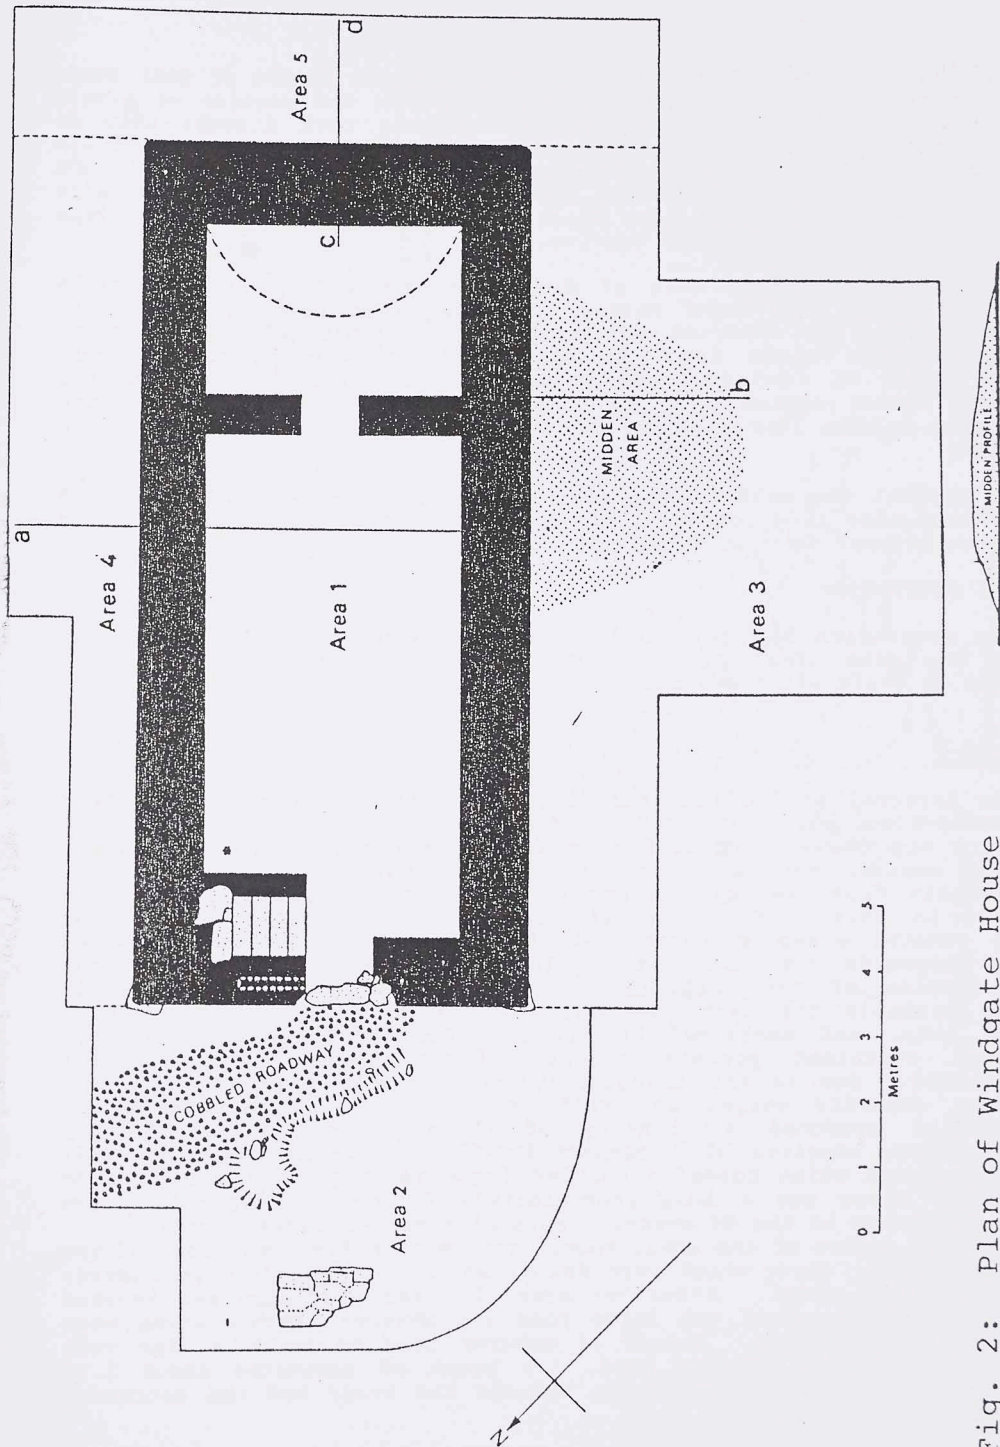 a
d
Area 5
c
Area 4
Area 1
b
MIDDEN
AREA
Area 3
MIDDEN PROFILE
COBBLED ROADWAY
Area 2
0 1 2 3 4 5
Metres
N
Fig. 2: Plan of Windgate House